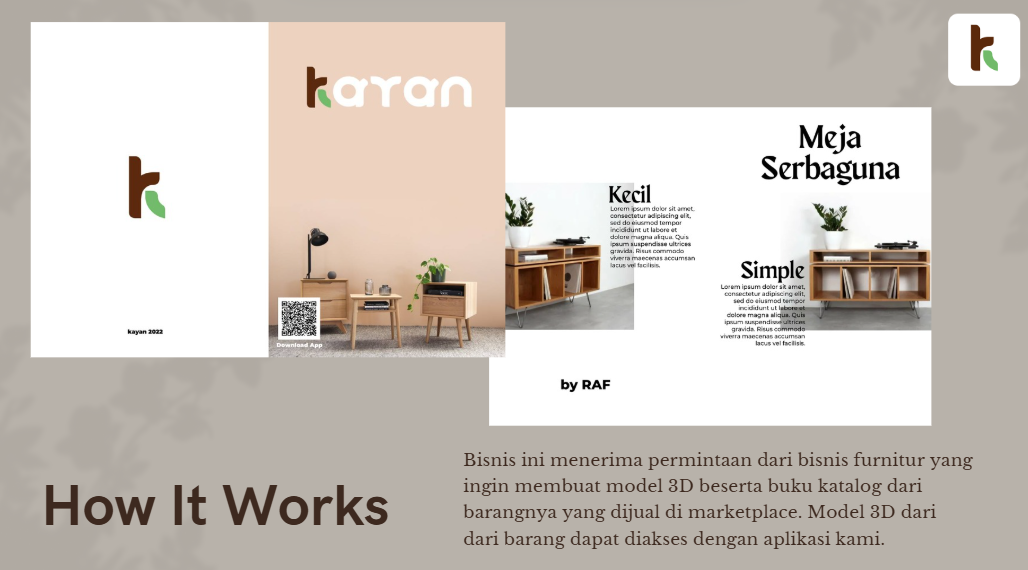 kayan
kayan 2022
Download App
Kecil
Lorem ipsum dolor sit amet,
consectetur adipiscing elit,
sed do eiusmod tempor
incididunt ut labore et
dolore magna aliqua. Quis
ipsum suspendisse ultrices
gravida. Risus commodo
viverra maecenas accumsan
lacus vel facilisis.
by RAF
Meja
Serbaguna
Simple
Lorem ipsum dolor sit amet,
consectetur adipiscing elit,
sed do eiusmod tempor
incididunt ut labore et
dolore magna aliqua. Quis
ipsum suspendisse ultrices
gravida. Risus commodo
viverra maecenas accumsan
lacus vel facilisis.
How It Works
Bisnis ini menerima permintaan dari bisnis furnitur yang
ingin membuat model 3D beserta buku katalog dari
barangnya yang dijual di marketplace. Model 3D dari
dari barang dapat diakses dengan aplikasi kami.